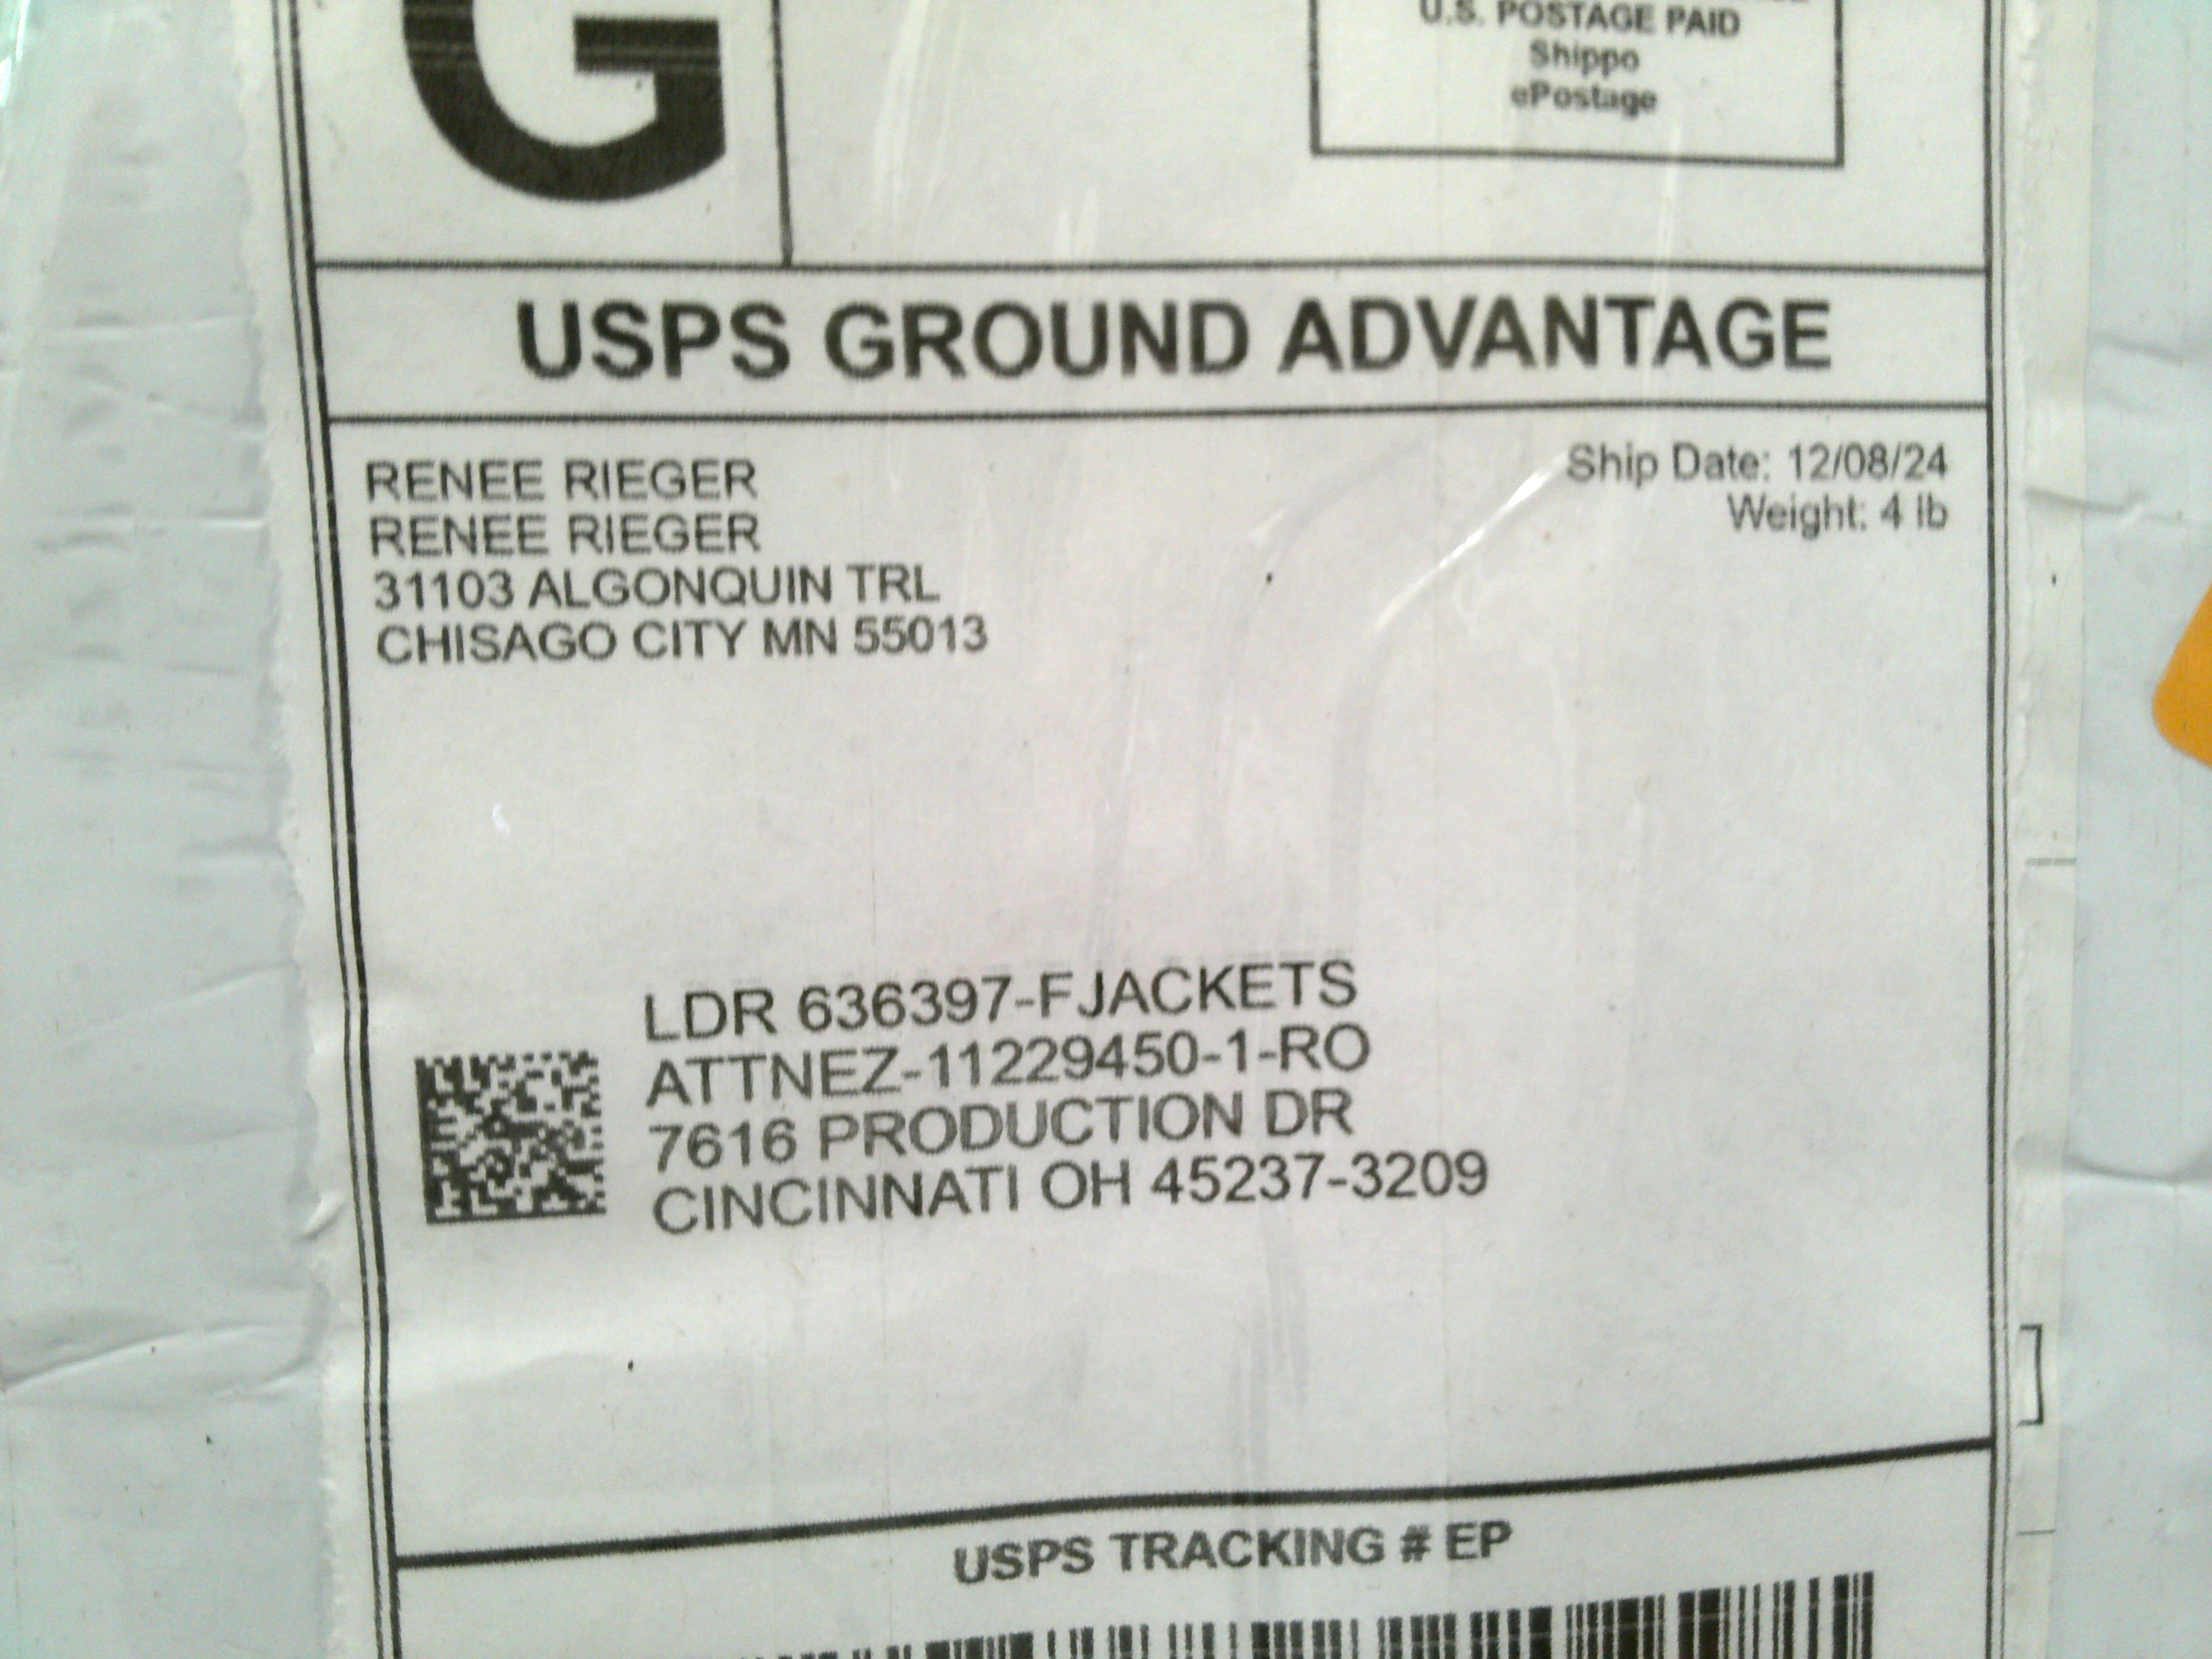 G
U.S. POSTAGE PAID
Shippo
ePostage
USPS GROUND ADVANTAGE
RENEE RIEGER
RENEE RIEGER
31103 ALGONQUIN TRL
CHISAGO CITY MN 55013
Ship Date: 12/08/24
Weight: 4 lb
LDR 636397-FJACKETS
ATTNEZ-11229450-1-RO
7616 PRODUCTION DR
CINCINNATI OH 45237-3209
USPS TRACKING # EP